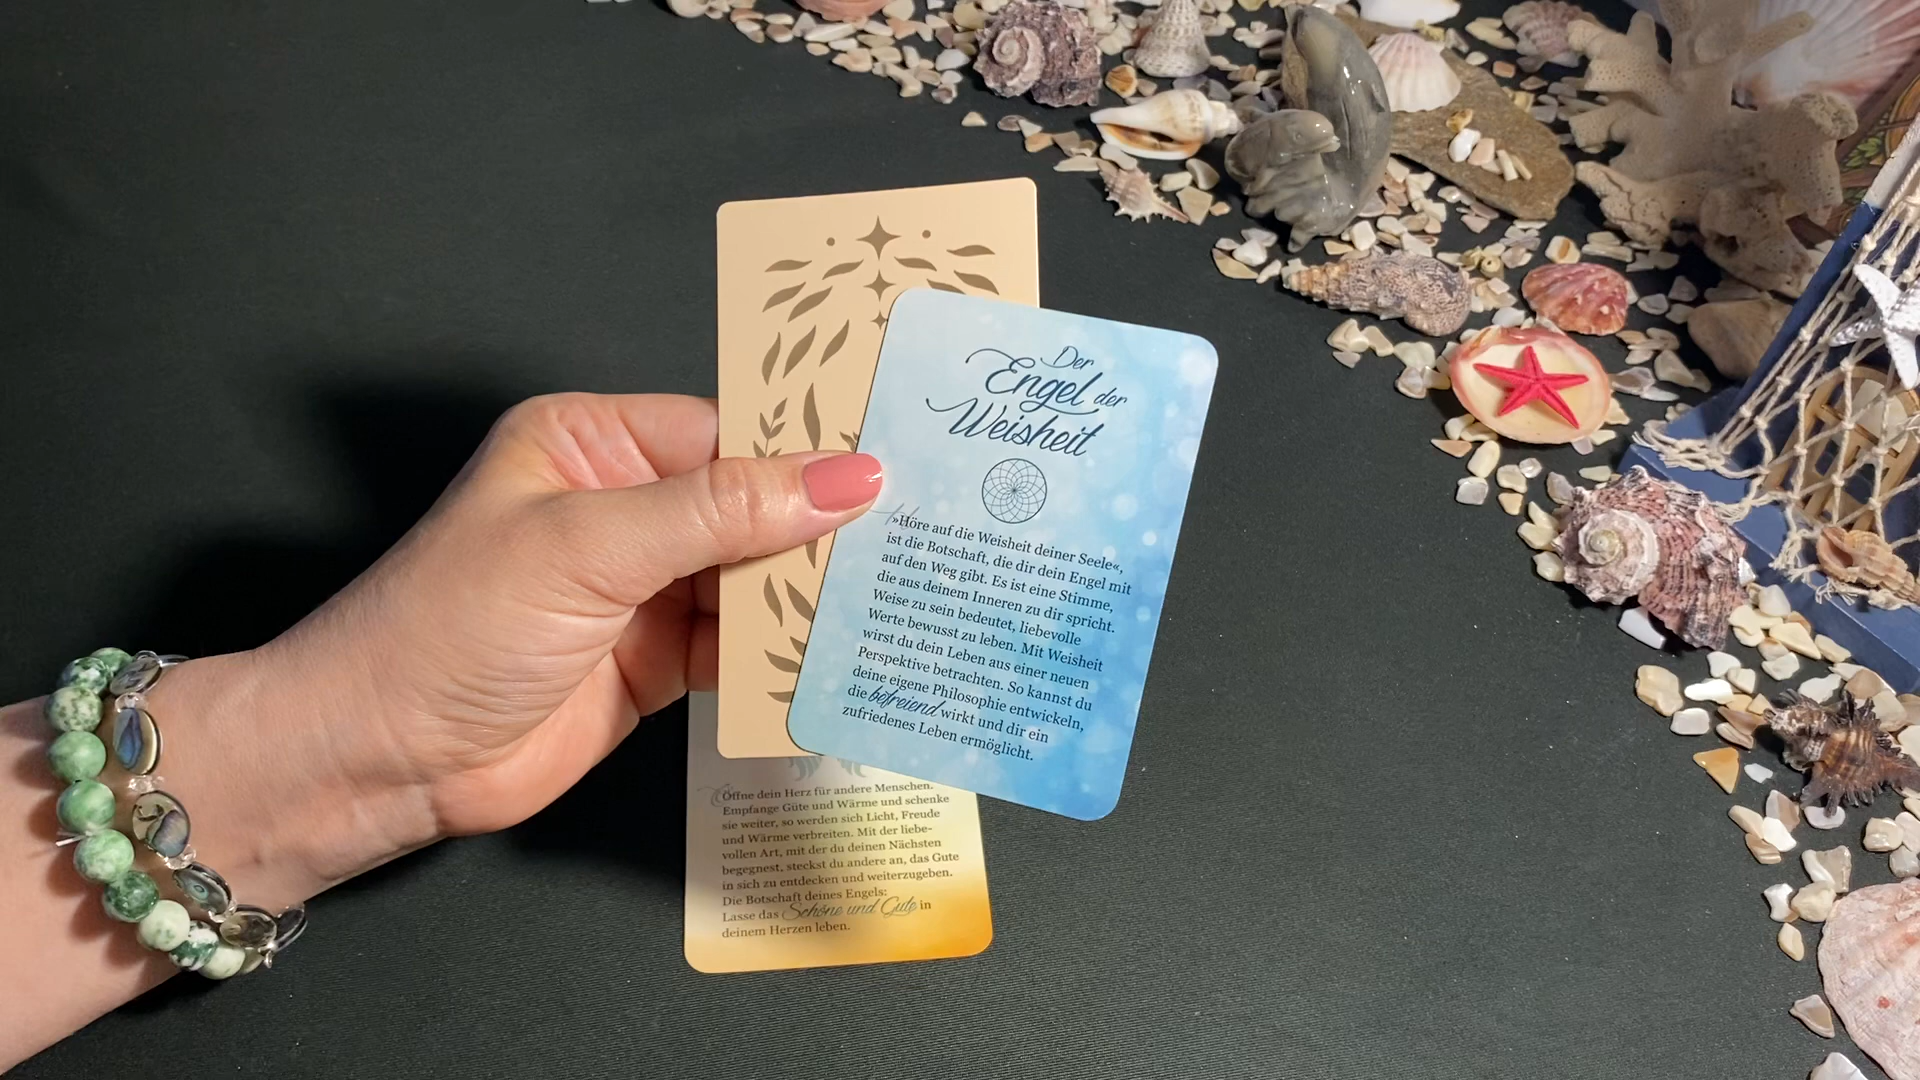 Der
Engel der
Weisheit
»Höre auf die Weisheit deiner Seele«,
ist die Botschaft, die dir dein Engel mit
auf den Weg gibt. Es ist eine Stimme,
die aus deinem Inneren zu dir spricht.
Weise zu sein bedeutet, liebevolle
Werte bewusst zu leben. Mit Weisheit
wirst du dein Leben aus einer neuen
Perspektive betrachten. So kannst du
deine eigene Philosophie entwickeln,
die befreiend wirkt und dir ein
zufriedenes Leben ermöglicht.
Öffne dein Herz für andere Menschen.
Empfange Güte und Wärme und schenke
sie weiter, so werden sich Licht, Freude
und Wärme verbreiten. Mit der liebe-
vollen Art, mit der du deinen Nächsten
begegnest, steckst du andere an, das Gute
in sich zu entdecken und weiterzugeben.
Die Botschaft deines Engels:
Lasse das Schöne und Gute in
deinem Herzen leben.